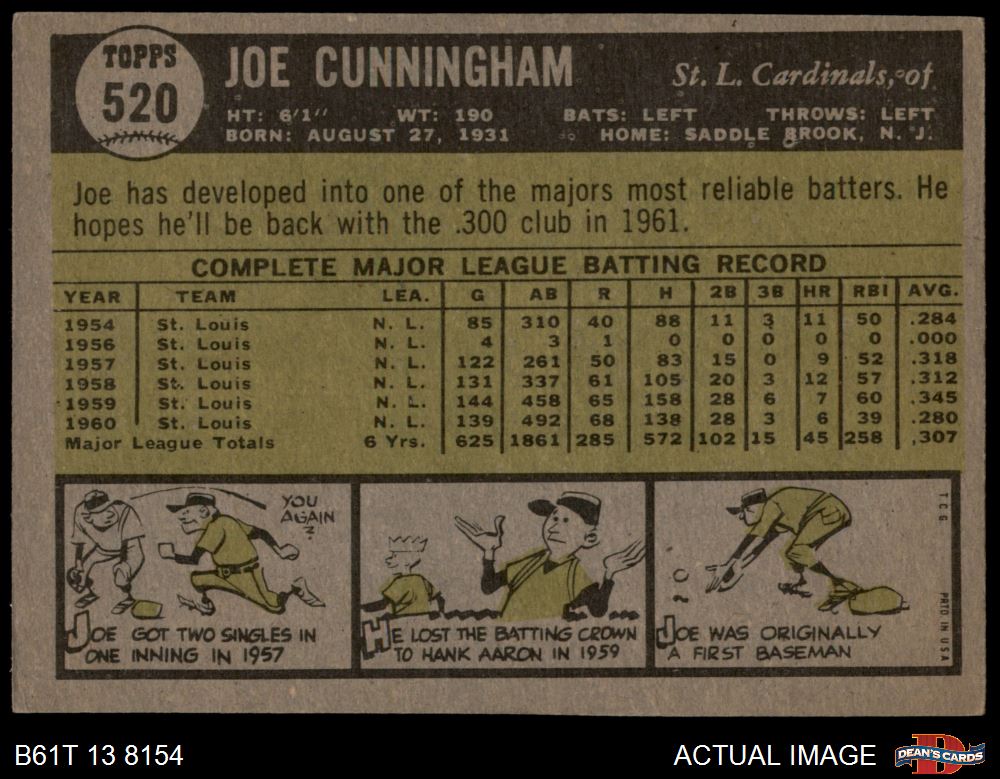 TOPPS
520
JOE CUNNINGHAM
St. L. Cardinals, of
HT: 6'1" WT: 190 BATS: LEFT THROWS: LEFT
BORN: AUGUST 27, 1931 HOME: SADDLE BROOK, N. J.
Joe has developed into one of the majors most reliable batters. He
hopes he'll be back with the .300 club in 1961.
COMPLETE MAJOR LEAGUE BATTING RECORD
YEAR TEAM LEA. G AB R H 2B 3B HR RBI AVG.
1954 St. Louis N. L. 85 310 40 88 11 3 11 50 .284
1956 St. Louis N. L. 4 3 1 0 0 0 0 0 .000
1957 St. Louis N. L. 122 261 50 83 15 0 9 52 .318
1958 St. Louis N. L. 131 337 61 105 20 3 12 57 .312
1959 St. Louis N. L. 144 458 65 158 28 6 7 60 .345
1960 St. Louis N. L. 139 492 68 138 28 3 6 39 .280
Major League Totals 6 Yrs. 625 1861 285 572 102 15 45 258 .307
YOU
AGAIN
?
JOE GOT TWO SINGLES IN
ONE INNING IN 1957
HE LOST THE BATTING CROWN
TO HANK AARON IN 1959
JOE WAS ORIGINALLY
A FIRST BASEMAN
T.C.G.
PRTD IN U S A
B61T 13 8154
ACTUAL IMAGE
DEAN'S CARDS